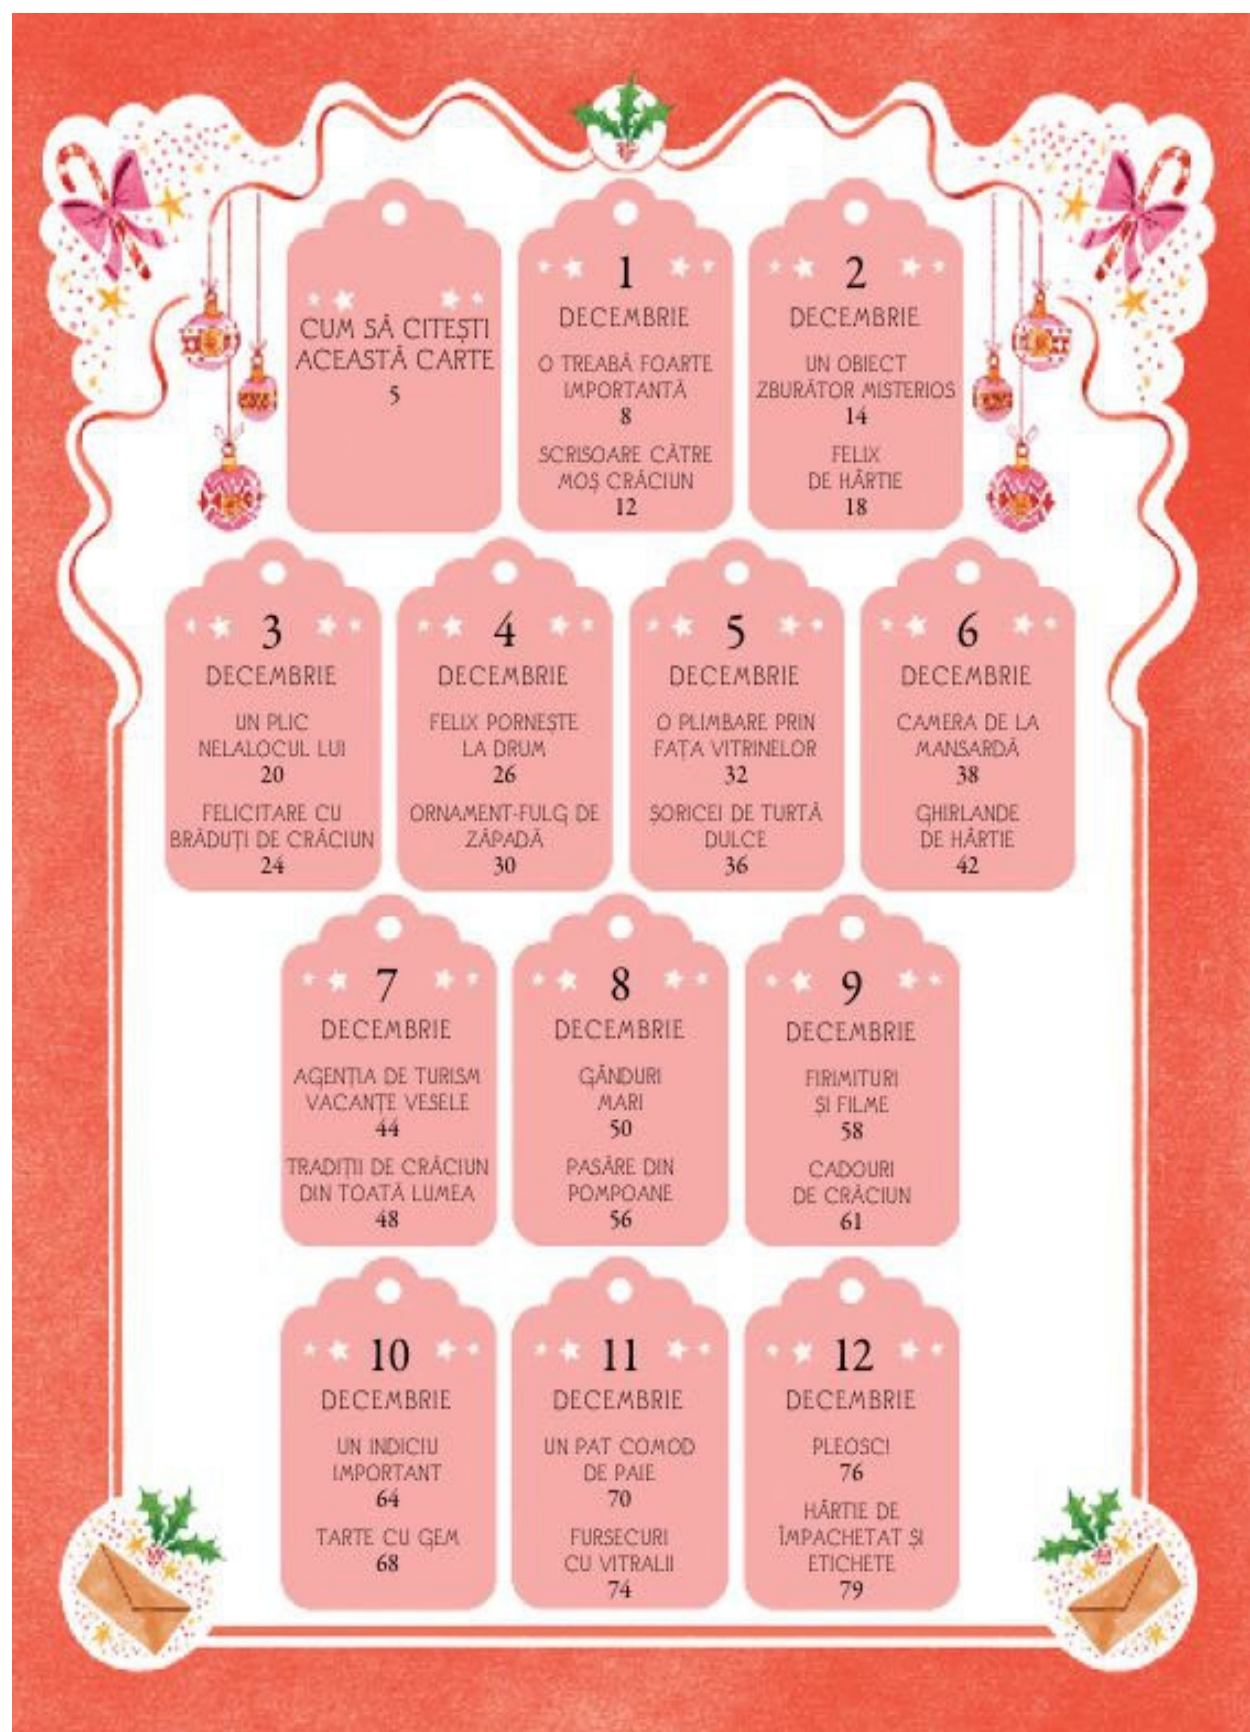 CUM SĂ CITEȘTI
ACEASTĂ CARTE
5
1
DECEMBRIE
O TREABĂ FOARTE
IMPORTANTĂ
8
SCRISOARE CĂTRE
MOȘ CRĂCIUN
12
2
DECEMBRIE
UN OBIECT
ZBURĂTOR MISTERIOS
14
FELIX
DE HÂRTIE
18
3
DECEMBRIE
UN PLIC
NELALOCUL LUI
20
FELICITARE CU
BRĂDUȚI DE CRĂCIUN
24
4
DECEMBRIE
FELIX PORNEȘTE
LA DRUM
26
ORNAMENT-FULG DE
ZĂPADĂ
30
5
DECEMBRIE
O PLIMBARE PRIN
FAȚA VITRINELOR
32
ȘORICEI DE TURTĂ
DULCE
36
6
DECEMBRIE
CAMERA DE LA
MANSARDĂ
38
GHIRLANDE
DE HÂRTIE
42
7
DECEMBRIE
AGENȚIA DE TURISM
VACANȚE VESELE
44
TRADIȚII DE CRĂCIUN
DIN TOATĂ LUMEA
48
8
DECEMBRIE
GÂNDURI
MARI
50
PASĂRE DIN
POMPOANE
56
9
DECEMBRIE
FIRIMITURI
ȘI FILME
58
CADOURI
DE CRĂCIUN
61
10
DECEMBRIE
UN INDICIU
IMPORTANT
64
TARTE CU GEM
68
11
DECEMBRIE
UN PAT COMOD
DE PAIE
70
FURSECURI
CU VITRALII
74
12
DECEMBRIE
PLEOSC!
76
HÂRTIE DE
ÎMPACHETAT ȘI
ETICHETE
79